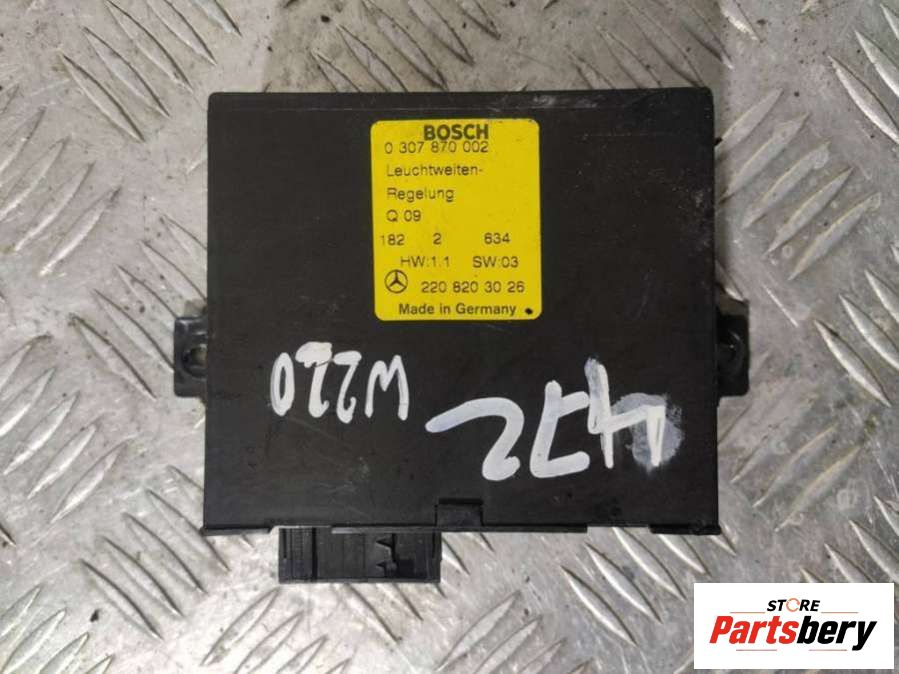 BOSCH
0 307 870 002
Leuchtweiten-
Regelung
Q 09
182 2 634
HW:1.1 SW:03
220 820 30 26
Made in Germany
W220
472
STORE
Partsbery